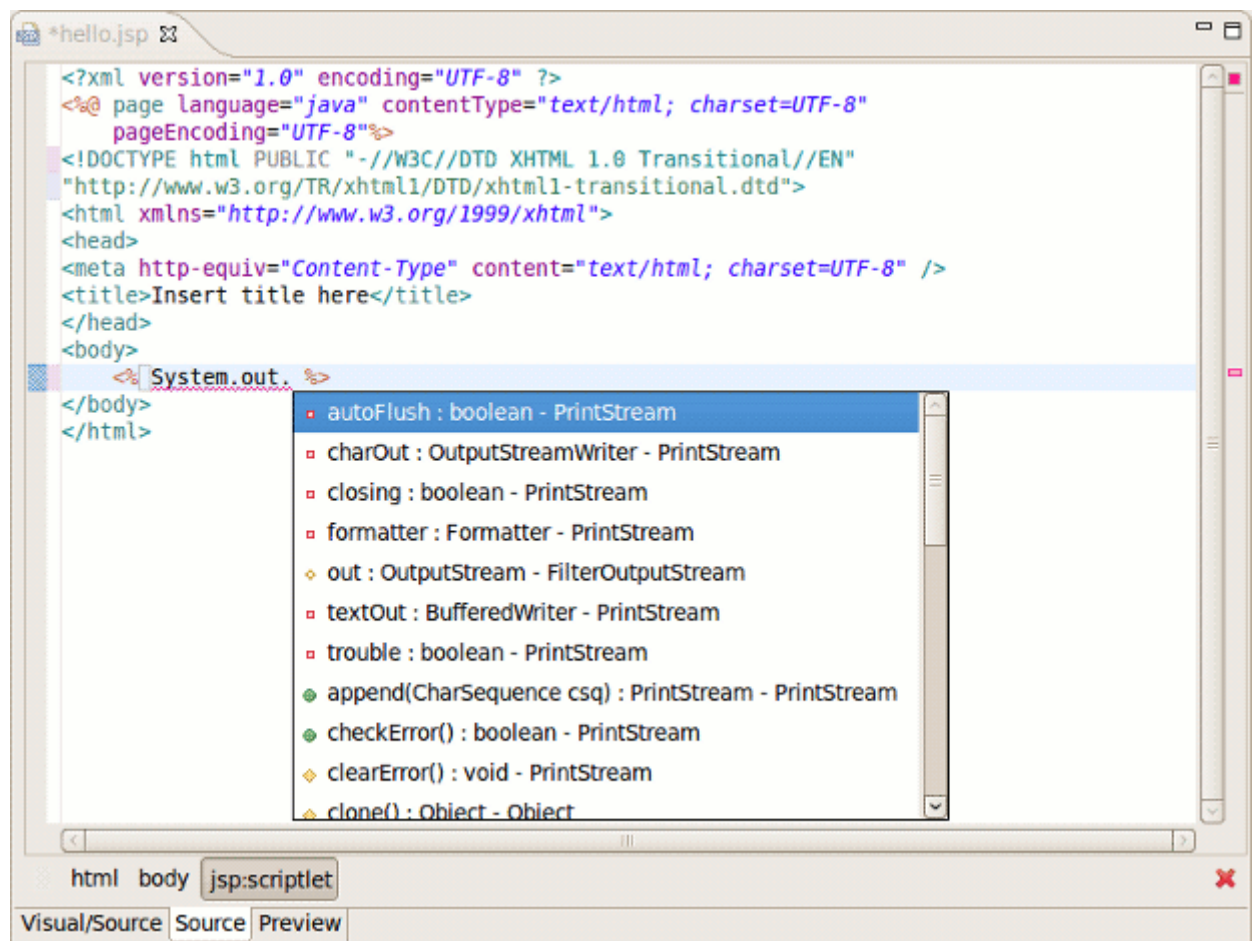 *hello.jsp
<?xml version="1.0" encoding="UTF-8" ?>
<%@ page language="java" contentType="text/html; charset=UTF-8"
pageEncoding="UTF-8"%>
<!DOCTYPE html PUBLIC "-//W3C//DTD XHTML 1.0 Transitional//EN"
"http://www.w3.org/TR/xhtml1/DTD/xhtml1-transitional.dtd">
<html xmlns="http://www.w3.org/1999/xhtml">
<head>
<meta http-equiv="Content-Type" content="text/html; charset=UTF-8" />
<title>Insert title here</title>
</head>
<body>
<% System.out. %>
</body>
</html>
autoFlush : boolean - PrintStream
charOut : OutputStreamWriter - PrintStream
closing : boolean - PrintStream
formatter : Formatter - PrintStream
out : OutputStream - FilterOutputStream
textOut : BufferedWriter - PrintStream
trouble : boolean - PrintStream
append(CharSequence csq) : PrintStream - PrintStream
checkError() : boolean - PrintStream
clearError() : void - PrintStream
clone() : Object - Object
html body jsp:scriptlet
Visual/Source Source Preview